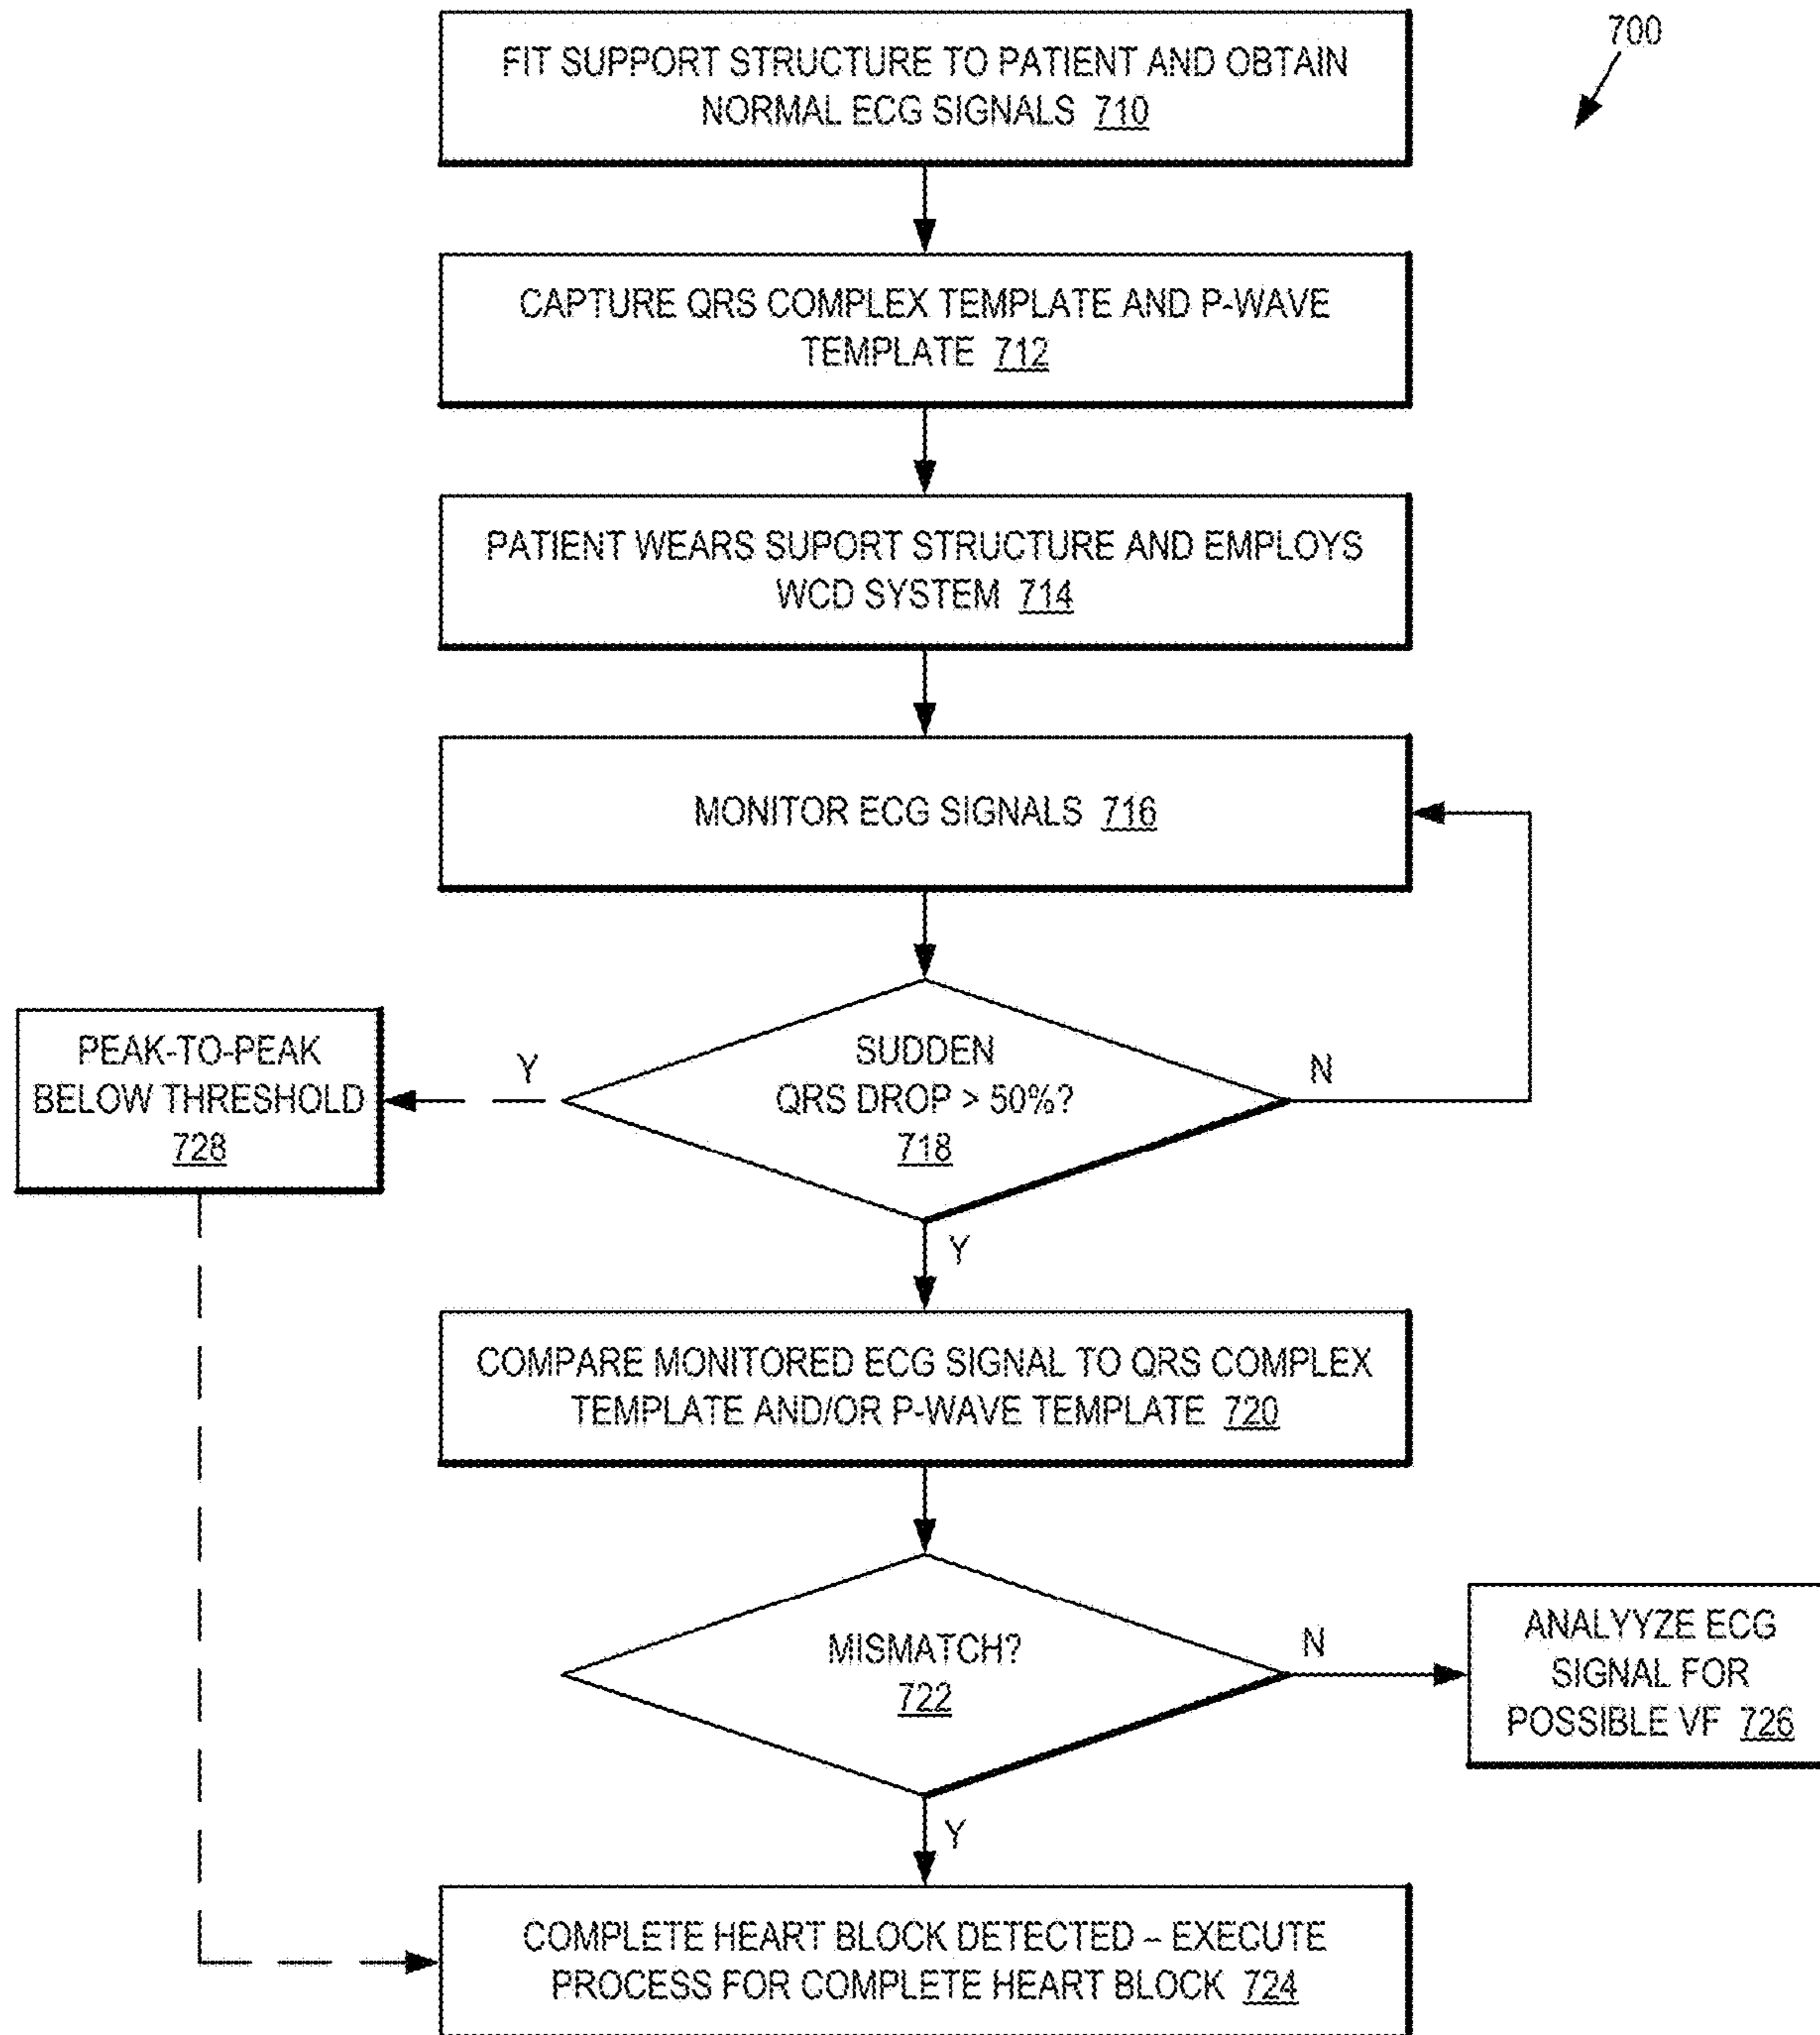 700
FIT SUPPORT STRUCTURE TO PATIENT AND OBTAIN
NORMAL ECG SIGNALS 710
CAPTURE QRS COMPLEX TEMPLATE AND P-WAVE
TEMPLATE 712
PATIENT WEARS SUPORT STRUCTURE AND EMPLOYS
WCD SYSTEM 714
MONITOR ECG SIGNALS 716
SUDDEN
QRS DROP > 50%?
718
Y
N
PEAK-TO-PEAK
BELOW THRESHOLD
728
Y
COMPARE MONITORED ECG SIGNAL TO QRS COMPLEX
TEMPLATE AND/OR P-WAVE TEMPLATE 720
MISMATCH?
722
N
ANALYYZE ECG
SIGNAL FOR
POSSIBLE VF 726
Y
COMPLETE HEART BLOCK DETECTED – EXECUTE
PROCESS FOR COMPLETE HEART BLOCK 724